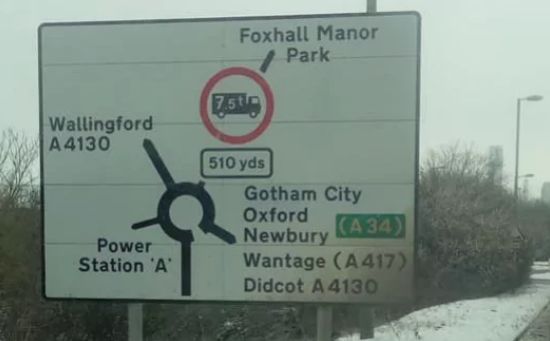 Foxhall Manor
Park
7.5t
Wallingford
A4130
510 yds
Gotham City
Oxford
Newbury (A34)
Wantage (A417)
Didcot A4130
Power
Station 'A'